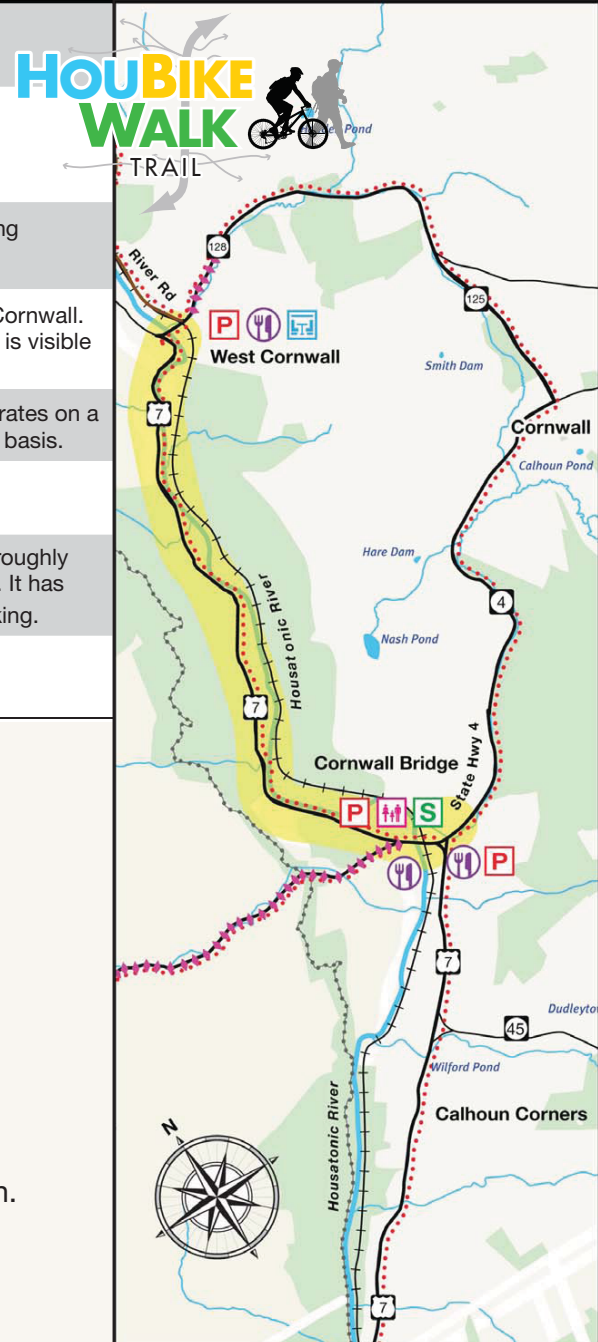 HOUBIKE
WALK
TRAIL
ng
Cornwall.
is visible
rates on a
basis.
roughly
. It has
king.
n.
Pond
128
River Rd
125
P
West Cornwall
Smith Dam
7
Cornwall
Calhoun Pond
Hare Dam
4
Housatonic River
Nash Pond
7
State Hwy 4
Cornwall Bridge
P
S
P
7
Dudleytow
45
Wilford Pond
Housatonic River
Calhoun Corners
N
7